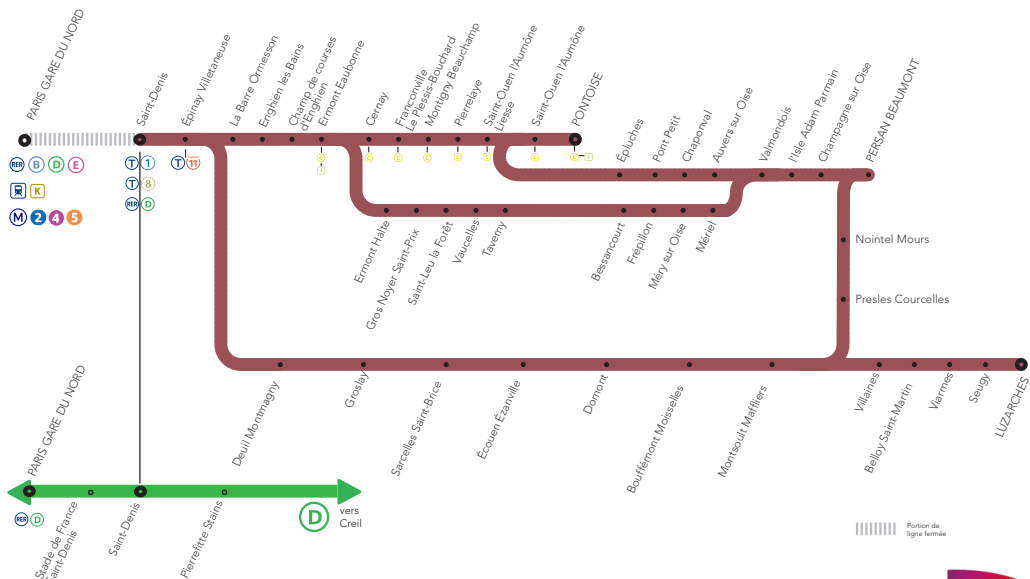 PARIS GARE DU NORD
Saint-Denis
Épinay Villetaneuse
La Barre Ormesson
Enghien les Bains
Champ de courses
d'Enghien
Ermont Eaubonne
Cernay
Franconville
Le Plessis-Bouchard
Montigny Beauchamp
Pierrelaye
Saint-Ouen l'Aumône
Liesse
Saint-Ouen l'Aumône
PONTOISE
Épluches
Pont Petit
Chaponval
Auvers sur Oise
Valmondois
l'Isle Adam Parmain
Champagne sur Oise
PERSAN BEAUMONT
RER B D E
K
M 2 4 5
T 1
T 8
RER D
T 11
C
J
C
C
C
C
C
C
C J
Ermont Halte
Gros Noyer Saint-Prix
Saint-Leu la Forêt
Vaucelles
Taverny
Bessancourt
Frépillon
Méry sur Oise
Mériel
Nointel Mours
Presles Courcelles
Deuil Montmagny
Groslay
Sarcelles Saint-Brice
Écouen Ézanville
Domont
Bouffémont Moisselles
Montsoult Maffliers
Villaines
Belloy Saint-Martin
Viarmes
Seugy
LUZARCHES
PARIS GARE DU NORD
RER D
Stade de France
Saint-Denis
Saint-Denis
Pierrefitte Stains
D
vers
Creil
Portion de
ligne fermée